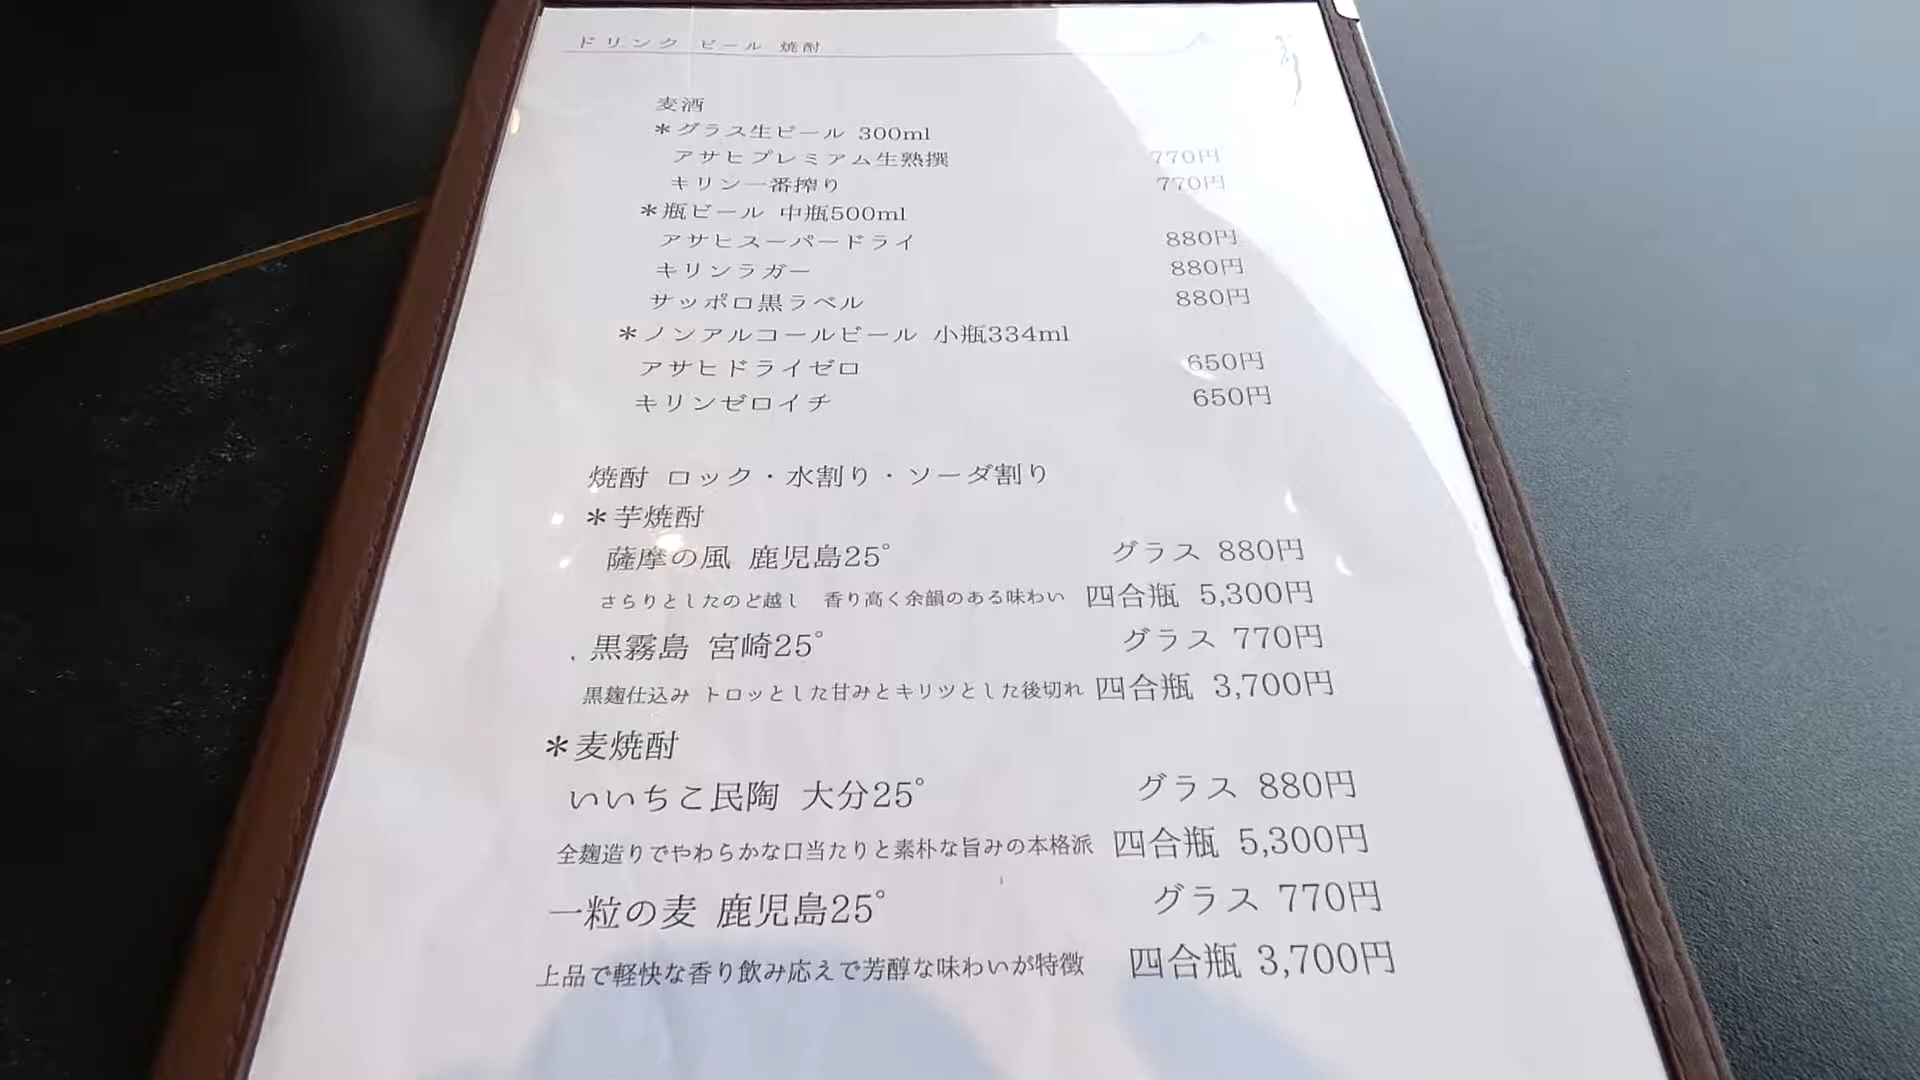 ドリンク ビール 焼酎
麦酒
＊グラス生ビール 300ml
アサヒプレミアム生熟撰 770円
キリン一番搾り 770円
＊瓶ビール 中瓶500ml
アサヒスーパードライ 880円
キリンラガー 880円
サッポロ黒ラベル 880円
＊ノンアルコールビール 小瓶334ml
アサヒドライゼロ 650円
キリンゼロイチ 650円
焼酎 ロック・水割り・ソーダ割り
＊芋焼酎
薩摩の風 鹿児島25° グラス 880円
さらりとしたのど越し 香り高く余韻のある味わい 四合瓶 5,300円
黒霧島 宮崎25° グラス 770円
黒麹仕込み トロッとした甘みとキリツとした後切れ 四合瓶 3,700円
＊麦焼酎
いいちこ民陶 大分25° グラス 880円
全麹造りでやわらかな口当たりと素朴な旨みの本格派 四合瓶 5,300円
一粒の麦 鹿児島25° グラス 770円
上品で軽快な香り飲み応えで芳醇な味わいが特徴 四合瓶 3,700円